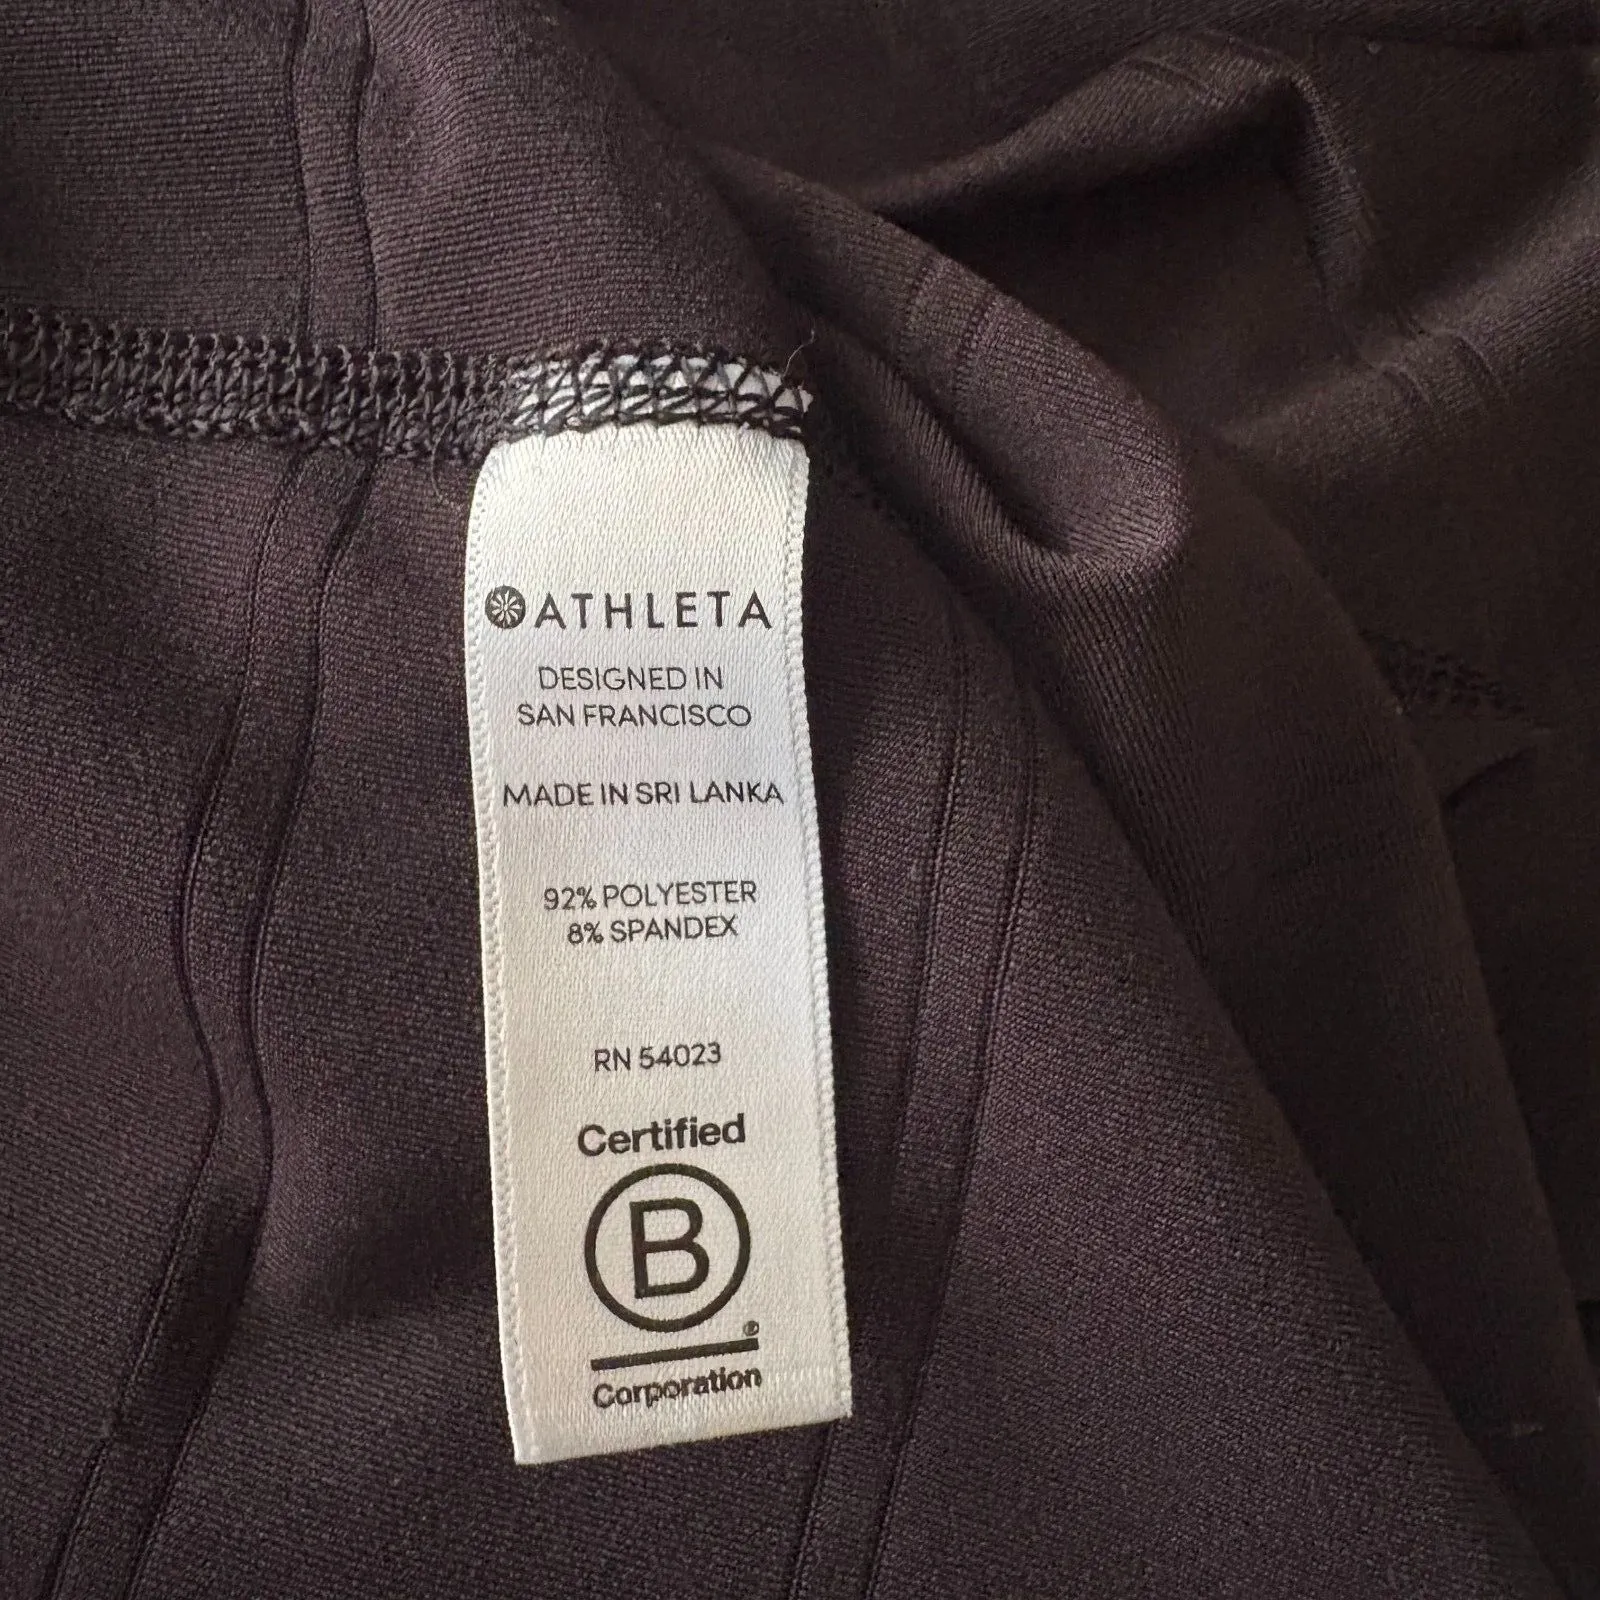 ATHLETA
DESIGNED IN
SAN FRANCISCO
MADE IN SRI LANKA
92% POLYESTER
8% SPANDEX
RN 54023
Certified
B
®
Corporation